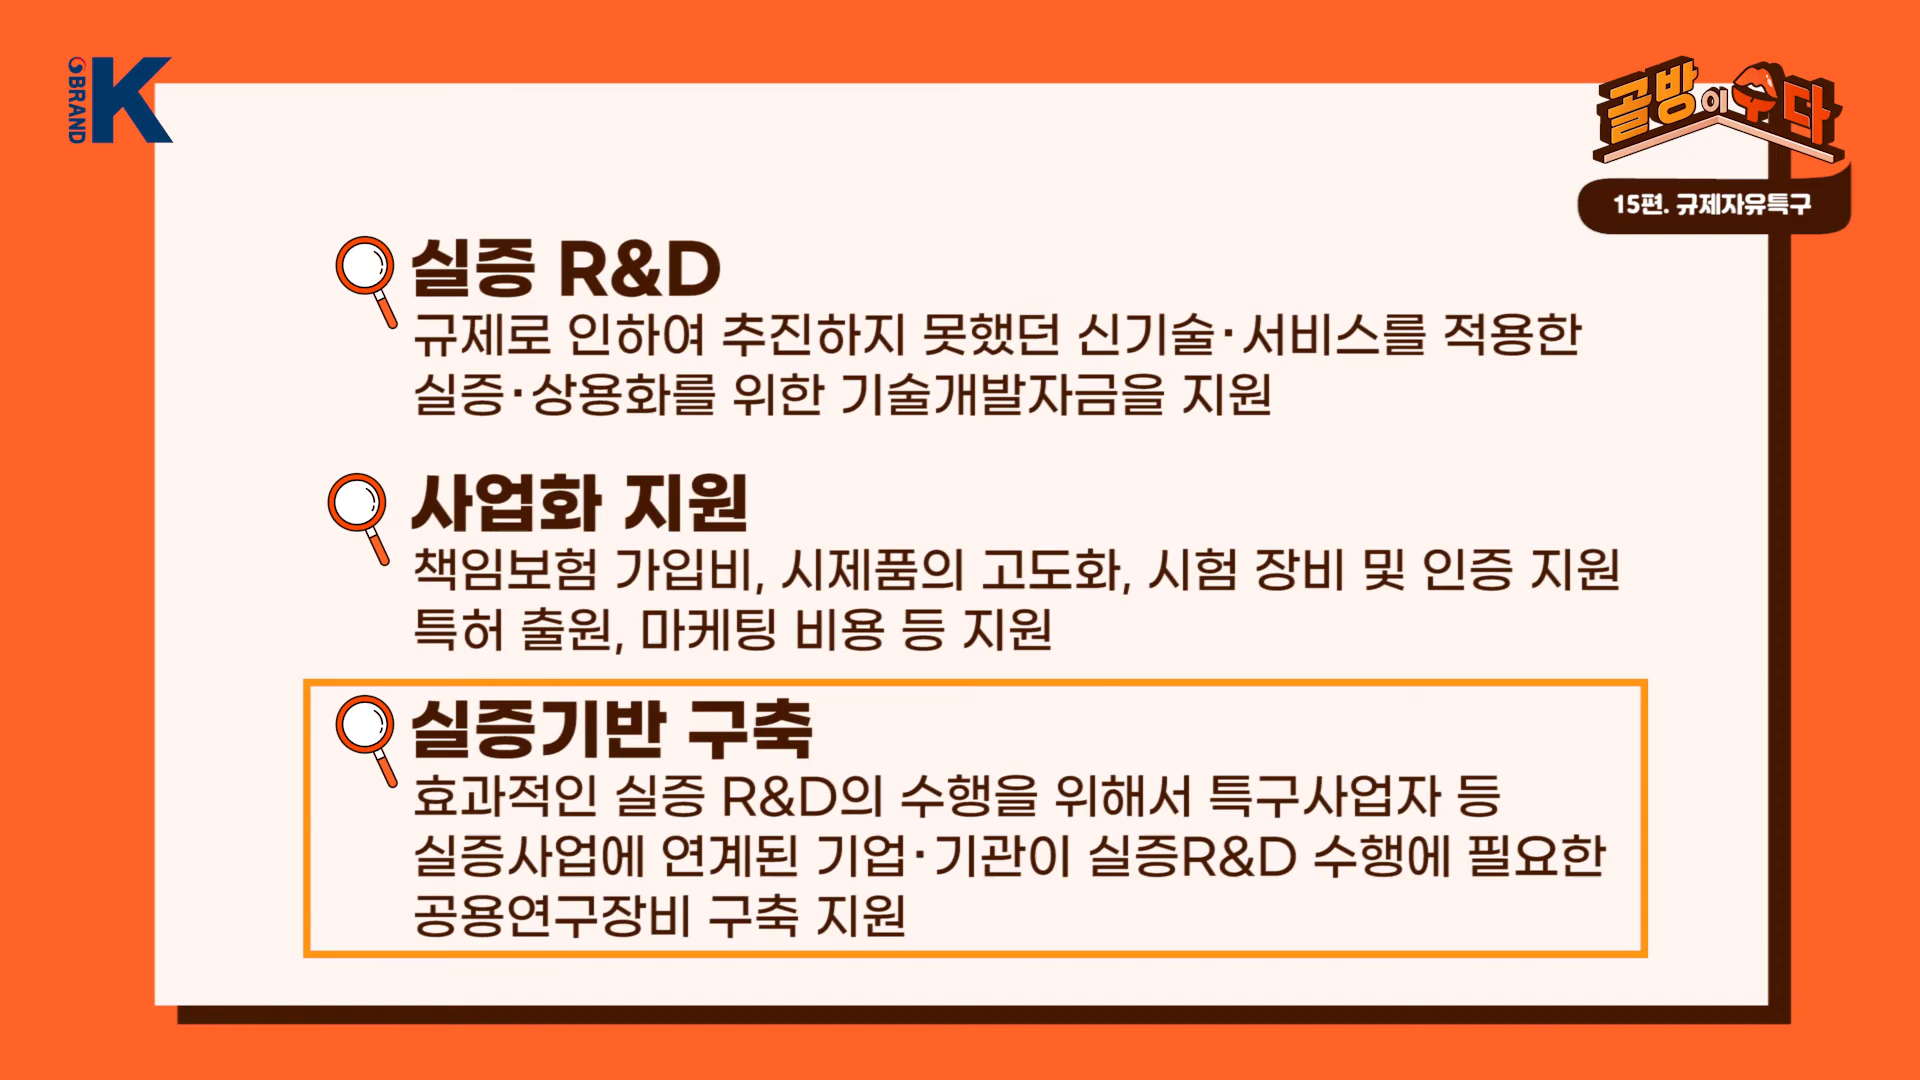 BRAND K
골방이수다
15편. 규제자유특구
실증 R&D
규제로 인하여 추진하지 못했던 신기술·서비스를 적용한
실증·상용화를 위한 기술개발자금을 지원
사업화 지원
책임보험 가입비, 시제품의 고도화, 시험 장비 및 인증 지원
특허 출원, 마케팅 비용 등 지원
실증기반 구축
효과적인 실증 R&D의 수행을 위해서 특구사업자 등
실증사업에 연계된 기업·기관이 실증R&D 수행에 필요한
공용연구장비 구축 지원